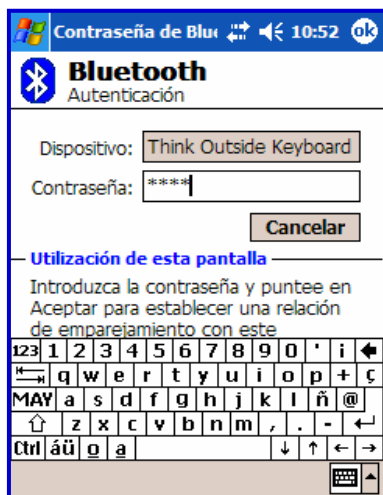 Contraseña de Blu 10:52 ok
Bluetooth
Autenticación
Dispositivo: Think Outside Keyboard
Contraseña: ****
Cancelar
Utilización de esta pantalla
Introduzca la contraseña y puntee en
Aceptar para establecer una relación
de emparejamiento con este
123 1 2 3 4 5 6 7 8 9 0 ' ¡
q w e r t y u i o p + ç
MAY a s d f g h j k l ñ @
z x c v b n m , . -
Ctrl áü º ª ↓ ↑ ← →